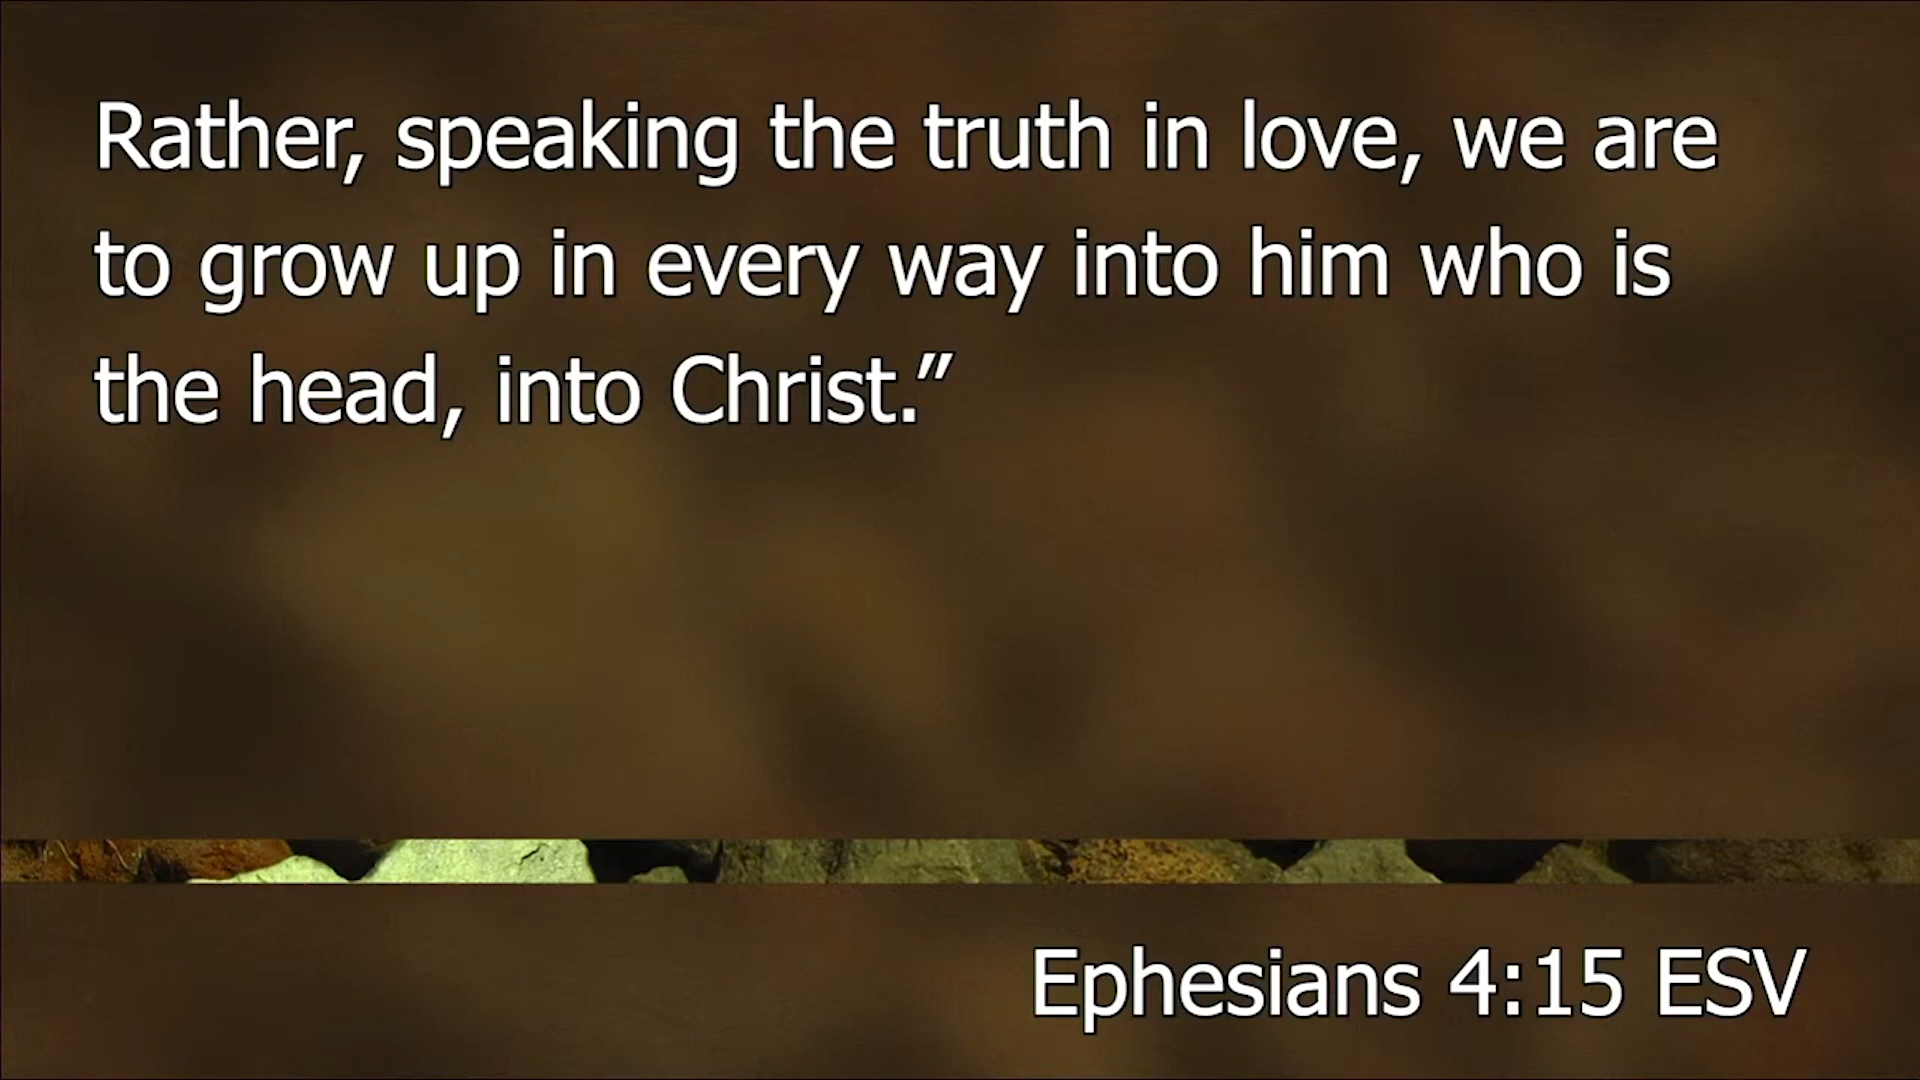 Rather, speaking the truth in love, we are
to grow up in every way into him who is
the head, into Christ.”
Ephesians 4:15 ESV